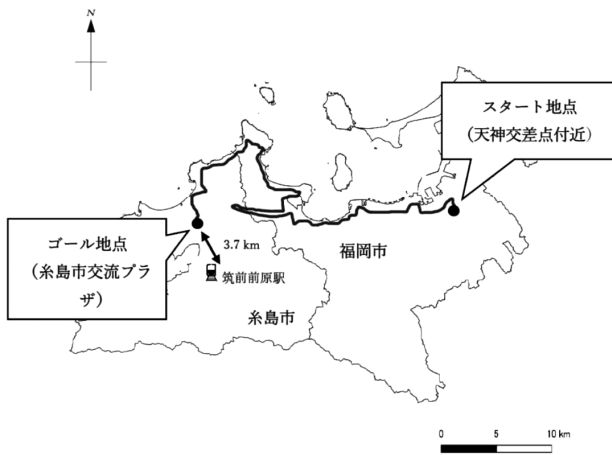 N
スタート地点
（天神交差点付近）
ゴール地点
（糸島市交流プラ
ザ）
3.7 km
筑前前原駅
福岡市
糸島市
0 5 10 km